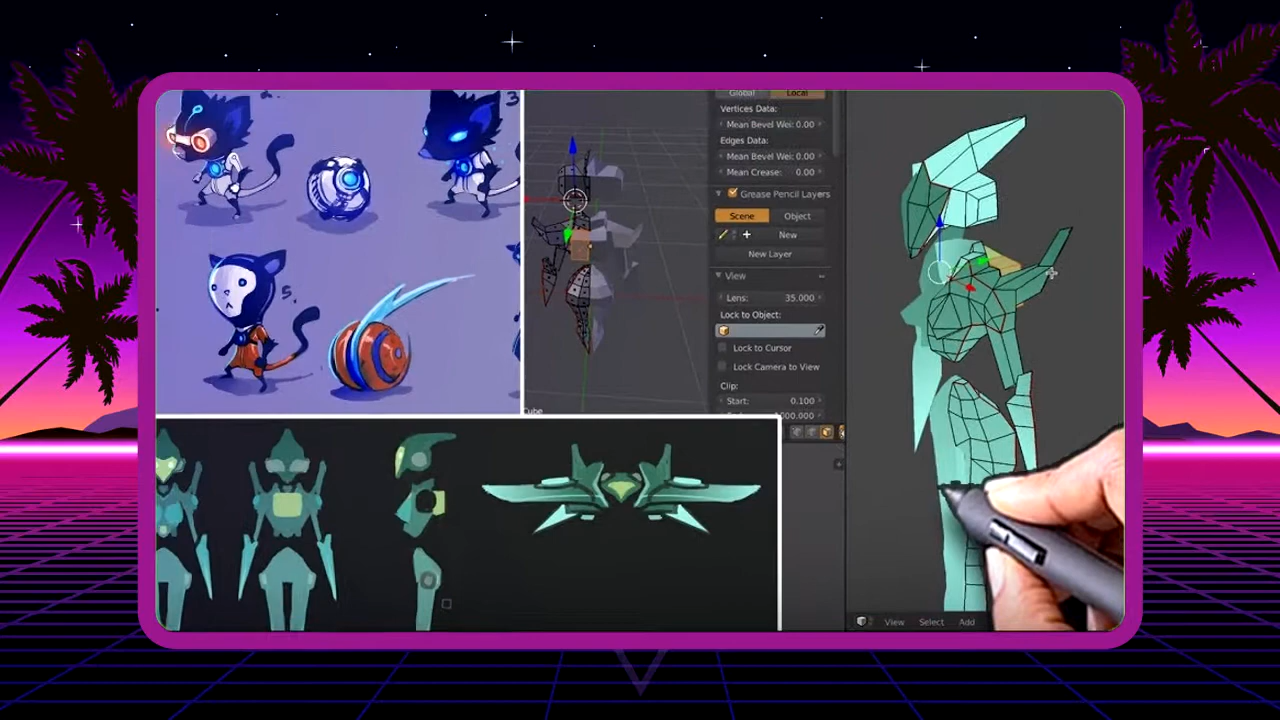 2.
3
5.
Global Local
Vertices Data:
Mean Bevel Wei: 0.00
Edges Data:
Mean Bevel Wei: 0.00
Mean Crease: 0.00
Grease Pencil Layers
Scene Object
New
New Layer
View
Lens: 35.000
Lock to Object:
Lock to Cursor
Lock Camera to View
Clip:
Start: 0.100
Cube
View Select Add